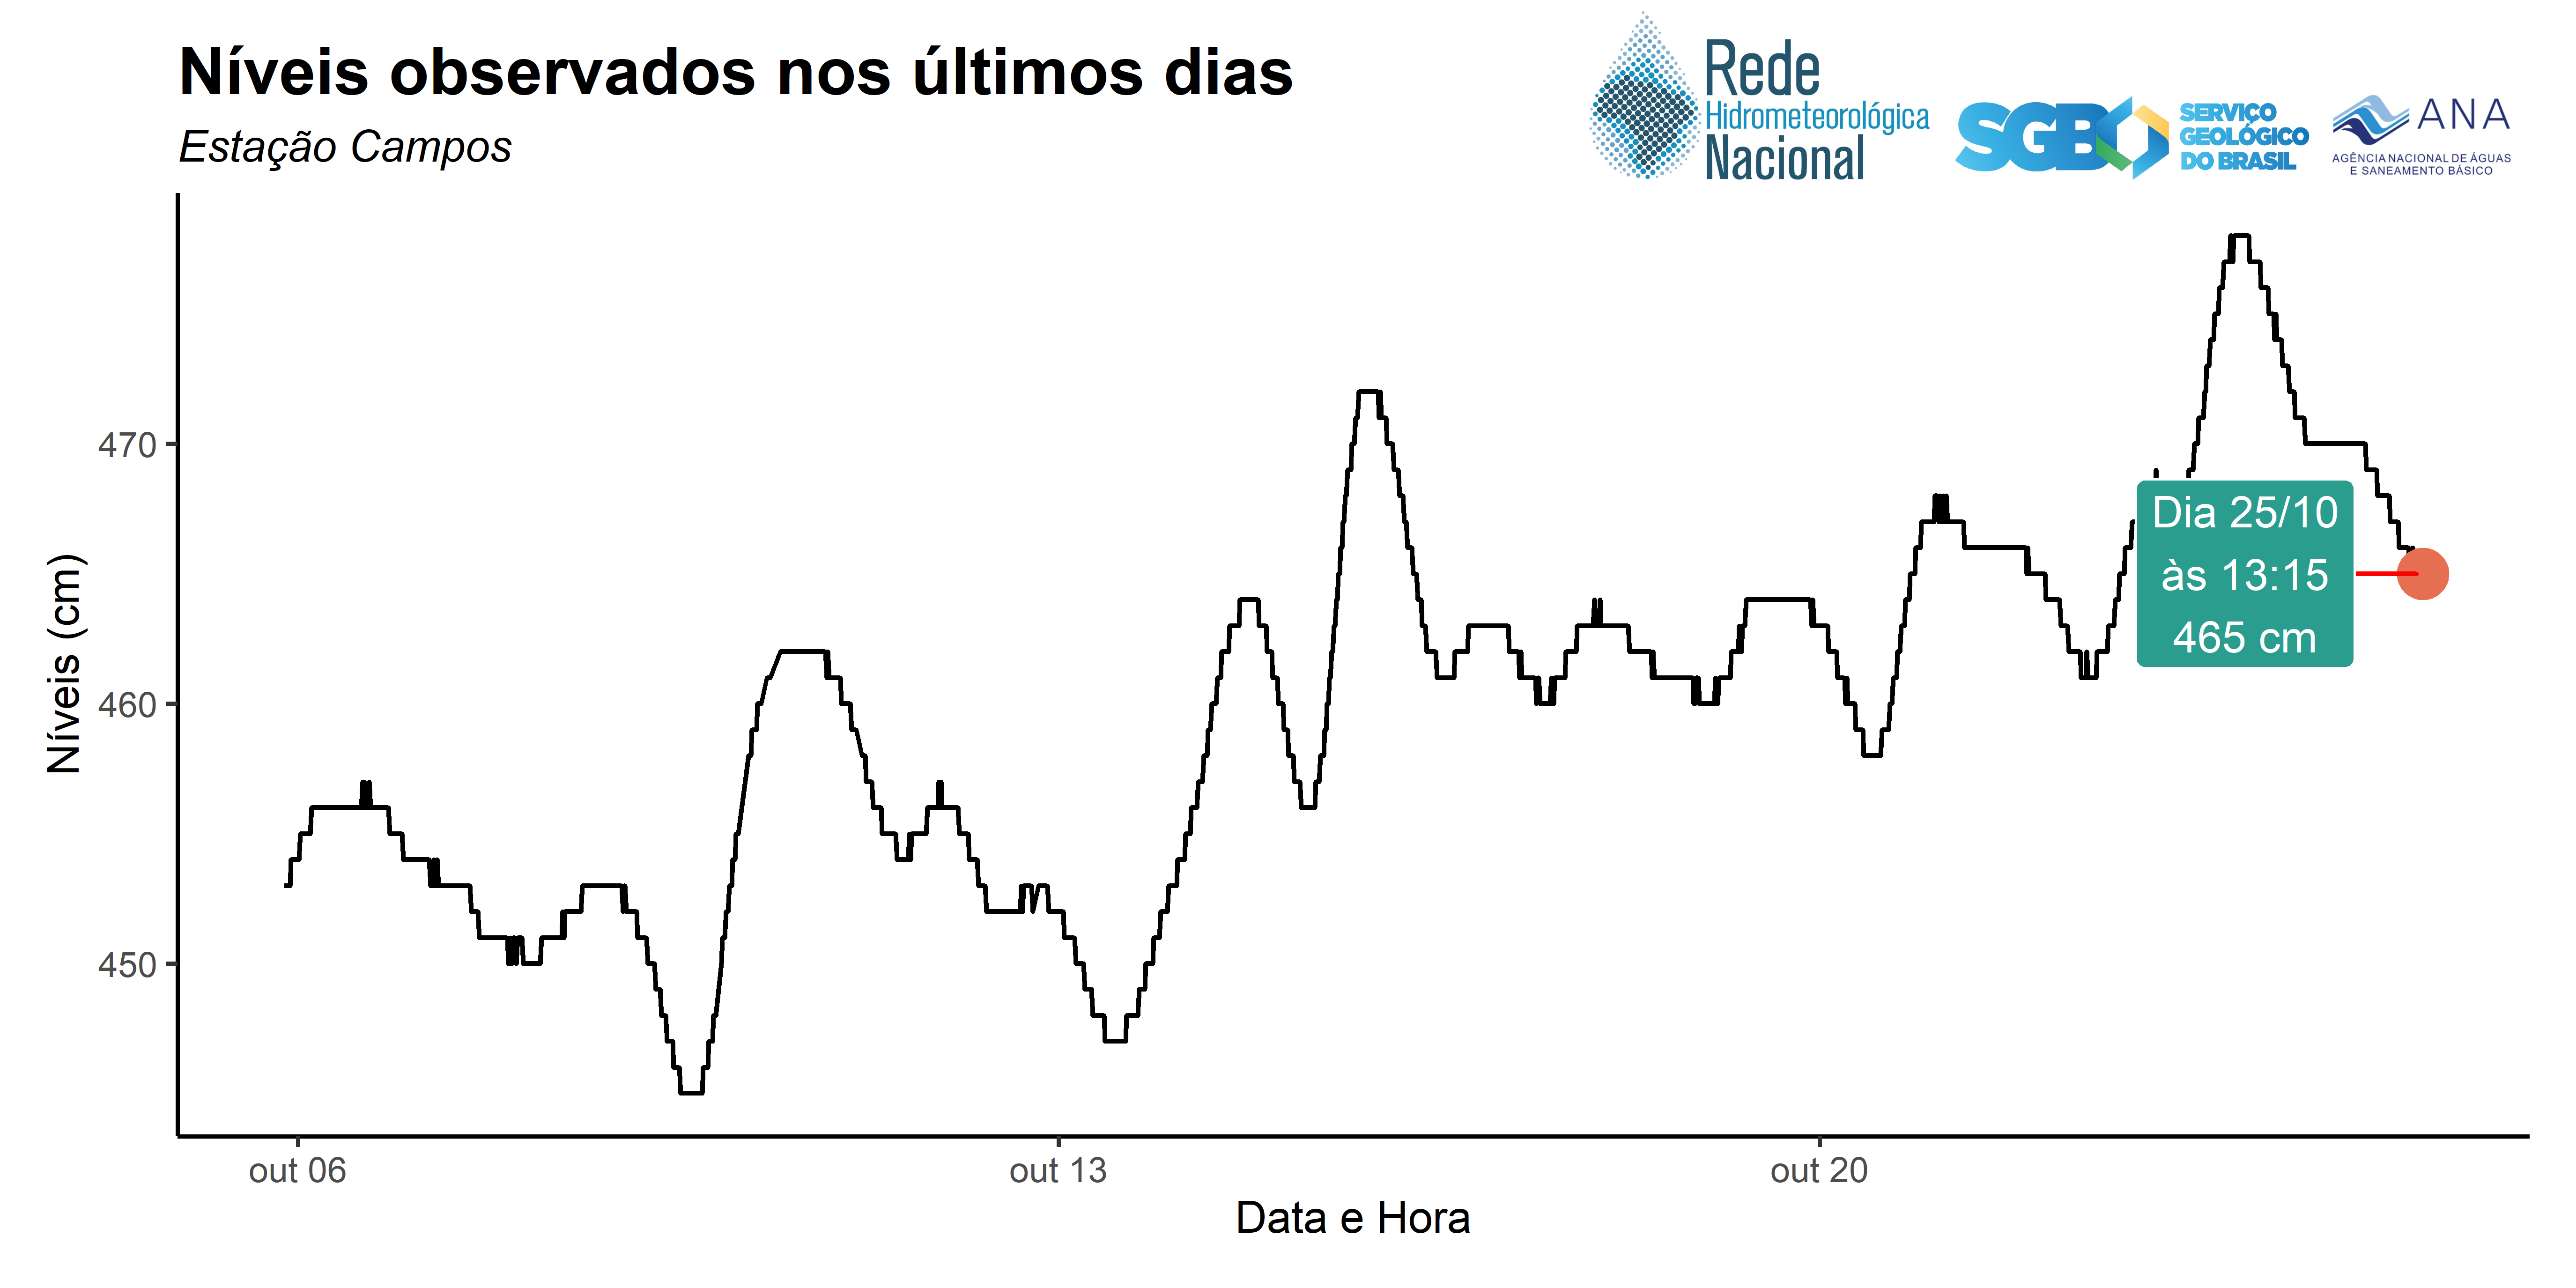 Níveis observados nos últimos dias
Estação Campos
Rede
Hidrometeorológica
Nacional
SGB
SERVIÇO
GEOLÓGICO
DO BRASIL
ANA
AGÊNCIA NACIONAL DE ÁGUAS
E SANEAMENTO BÁSICO
Níveis (cm)
470
460
450
Dia 25/10
às 13:15
465 cm
out 06
out 13
out 20
Data e Hora